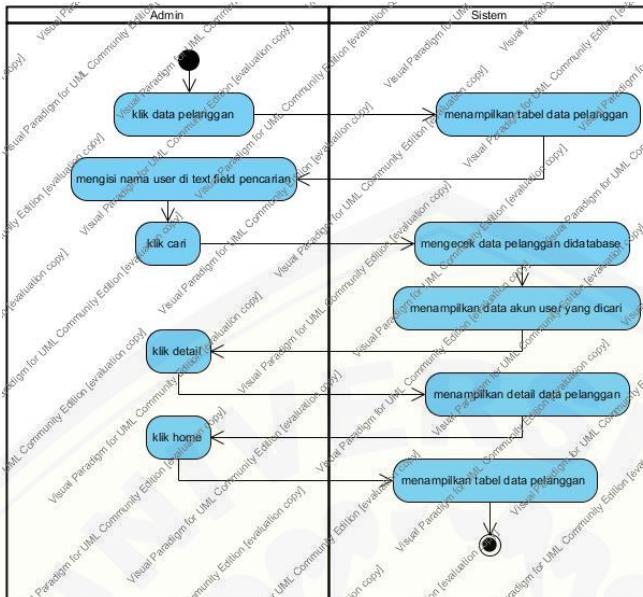 Admin
Sistem
klik data pelanggan
menampilkan tabel data pelanggan
mengisi nama user di text field pencarian
klik cari
mengecek data pelanggan didatabase
menampilkan data akun user yang dicari
klik detail
menampilkan detail data pelanggan
klik home
menampilkan tabel data pelanggan
Visual Paradigm for UML Community Edition [evaluation copy]